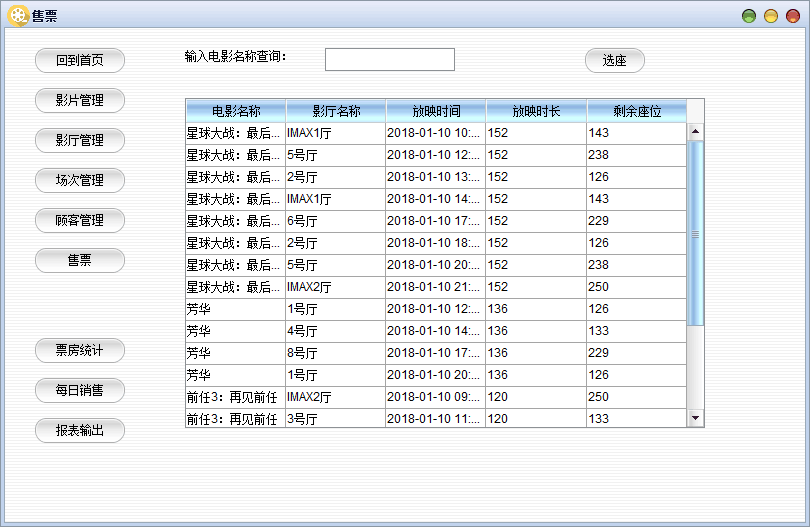 售票
回到首页
输入电影名称查询：
选座
影片管理
影厅管理
场次管理
顾客管理
售票
票房统计
每日销售
报表输出
电影名称 影厅名称 放映时间 放映时长 剩余座位
星球大战：最后... IMAX1厅 2018-01-10 10:... 152 143
星球大战：最后... 5号厅 2018-01-10 12:... 152 238
星球大战：最后... 2号厅 2018-01-10 13:... 152 126
星球大战：最后... IMAX1厅 2018-01-10 14:... 152 143
星球大战：最后... 6号厅 2018-01-10 17:... 152 229
星球大战：最后... 2号厅 2018-01-10 18:... 152 126
星球大战：最后... 5号厅 2018-01-10 20:... 152 238
星球大战：最后... IMAX2厅 2018-01-10 21:... 152 250
芳华 1号厅 2018-01-10 12:... 136 126
芳华 4号厅 2018-01-10 14:... 136 133
芳华 8号厅 2018-01-10 17:... 136 229
芳华 1号厅 2018-01-10 20:... 136 126
前任3：再见前任 IMAX2厅 2018-01-10 09:... 120 250
前任3：再见前任 3号厅 2018-01-10 11:... 120 133